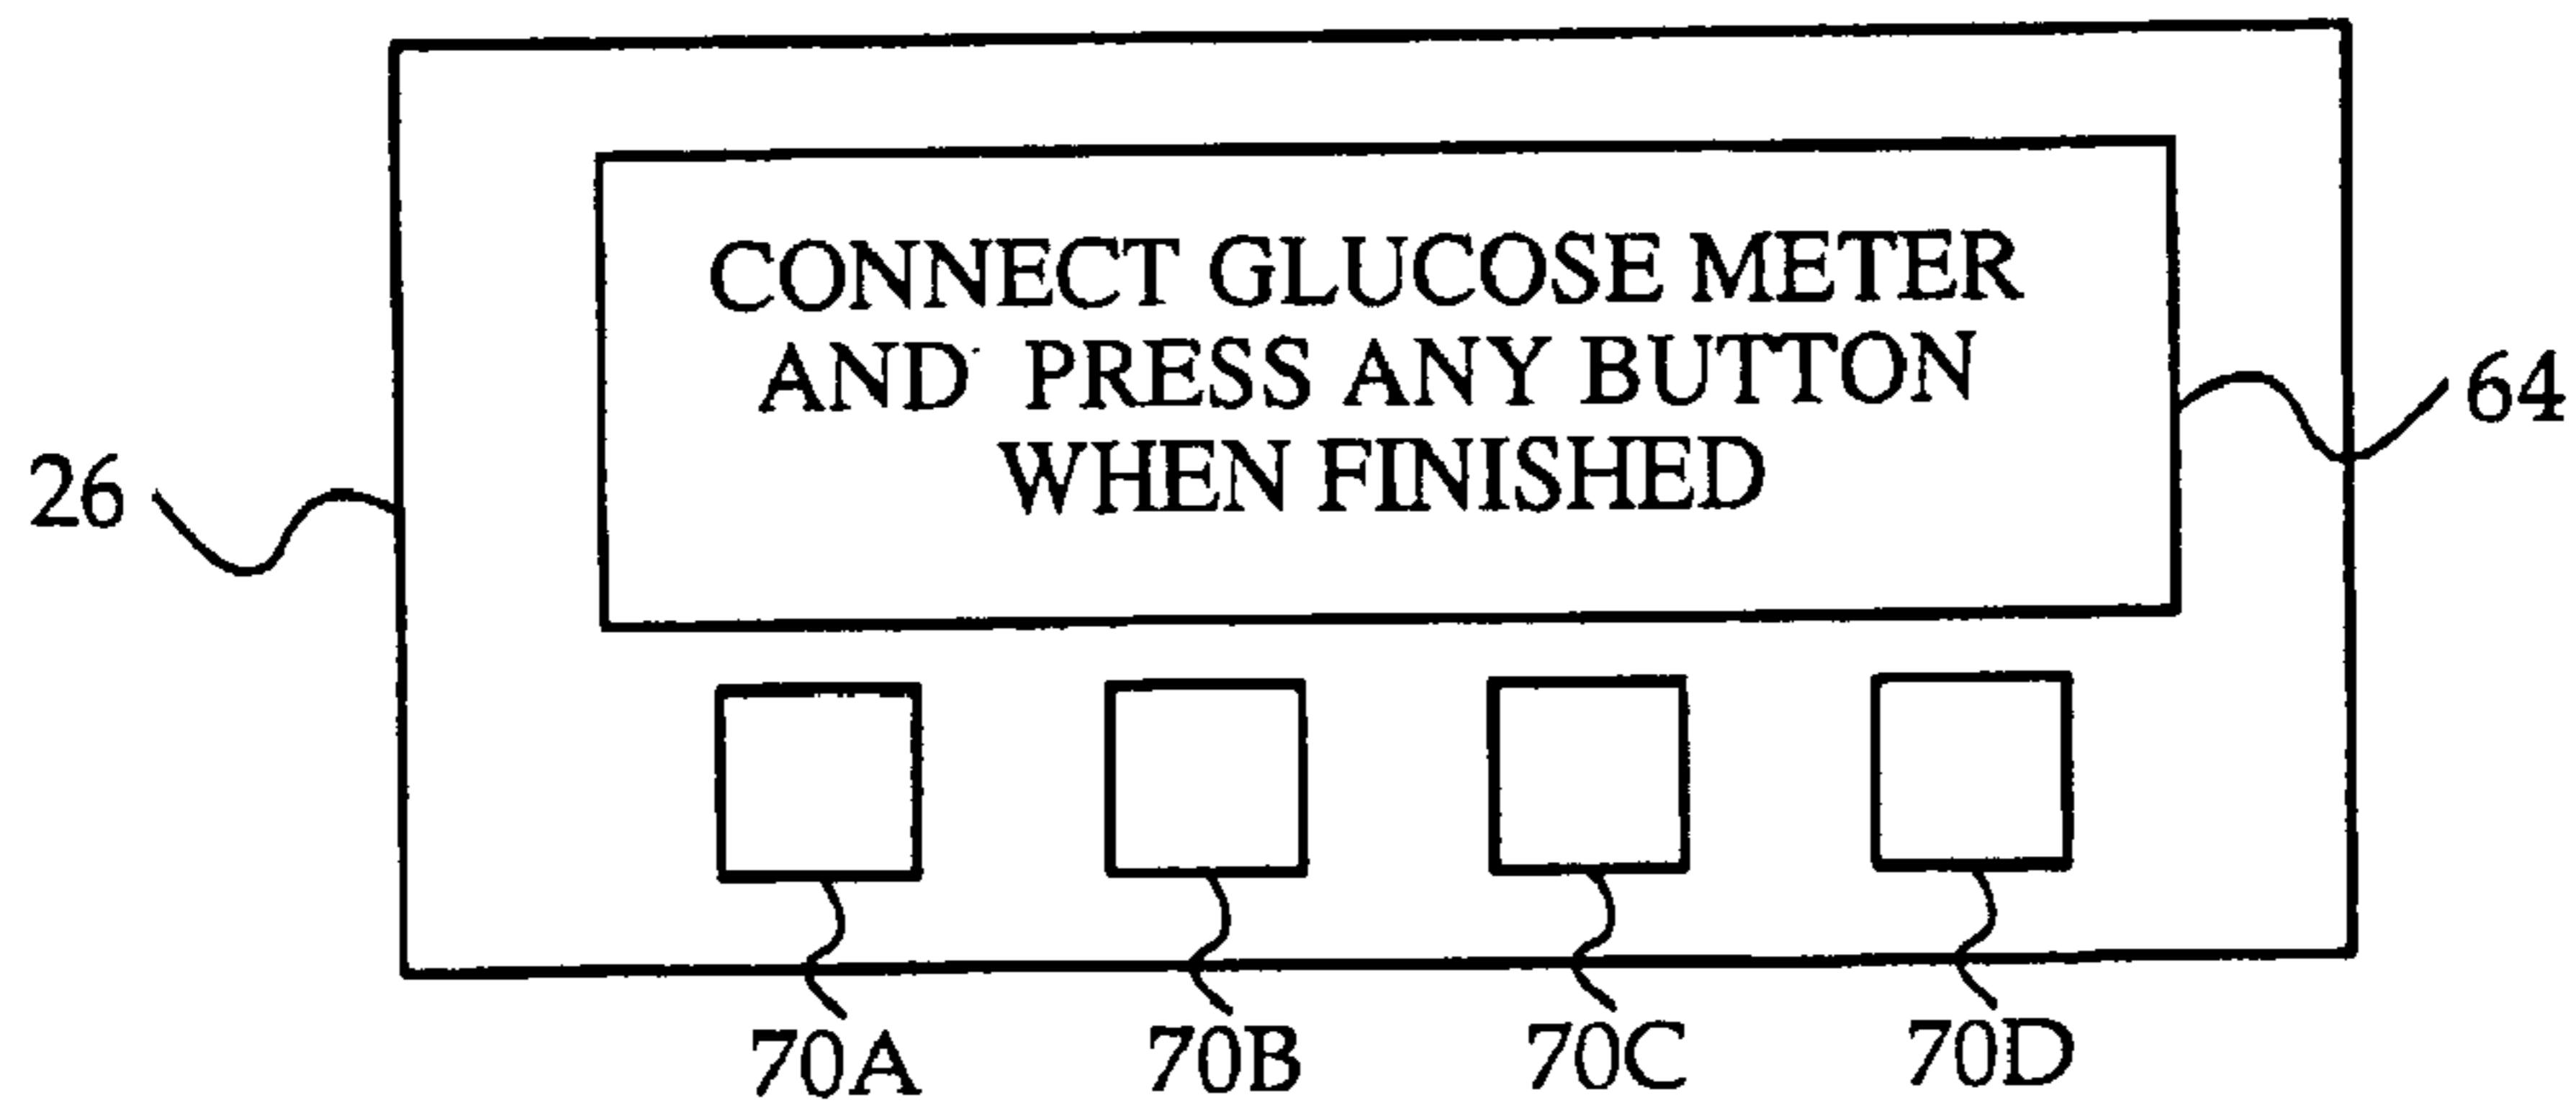 CONNECT GLUCOSE METER
AND PRESS ANY BUTTON
WHEN FINISHED
64
26
70A 70B 70C 70D